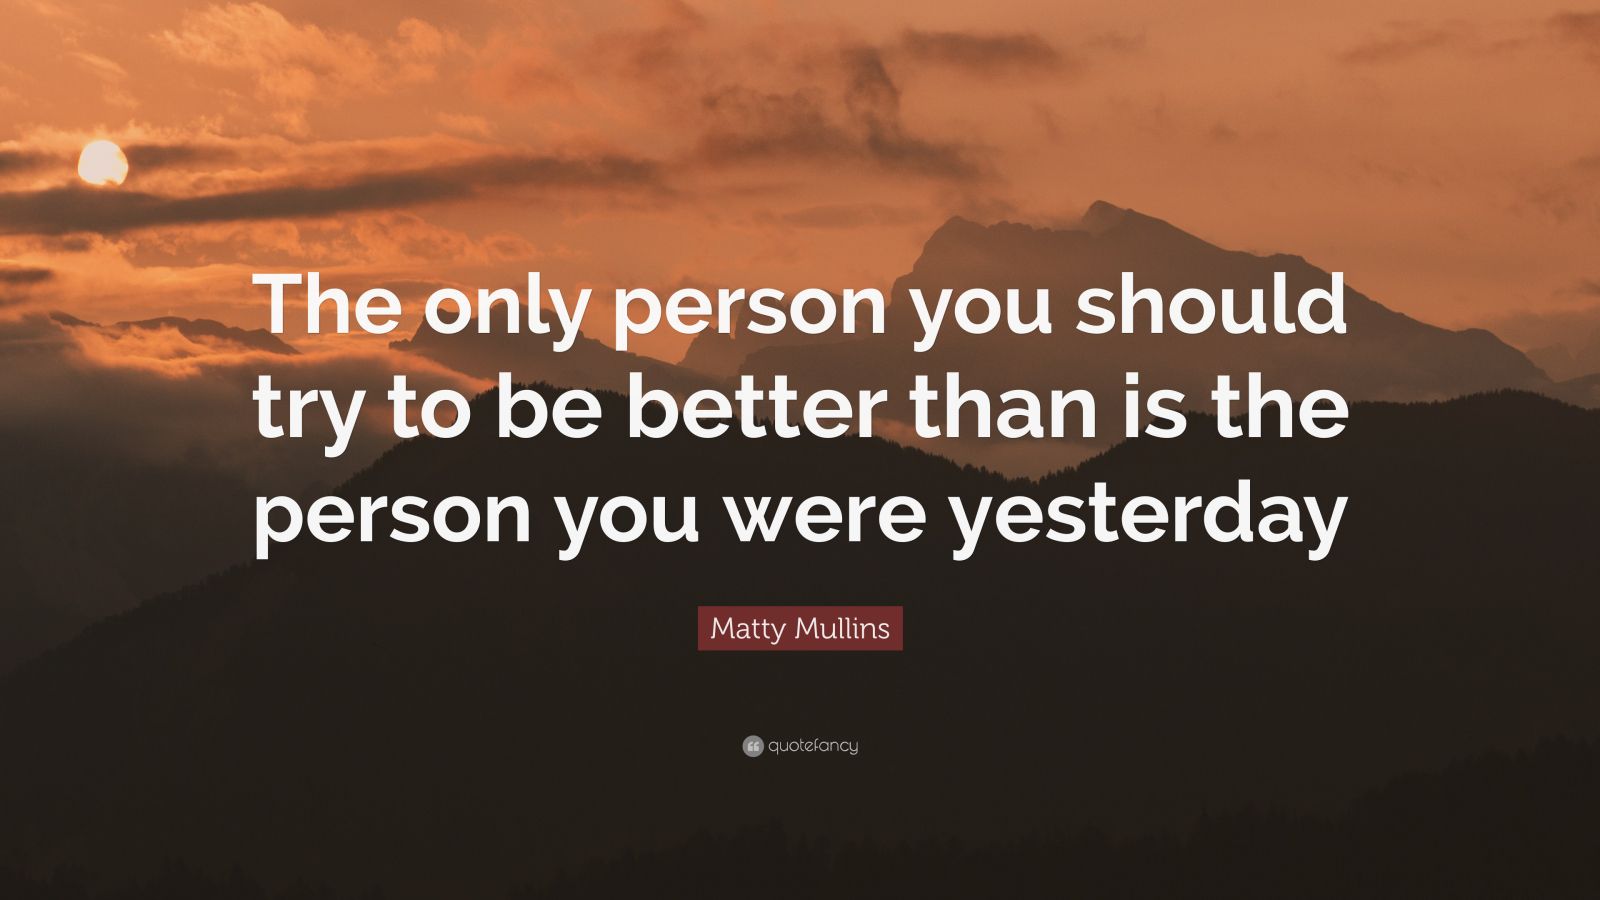 The only person you should
try to be better than is the
person you were yesterday
Matty Mullins
quotefancy